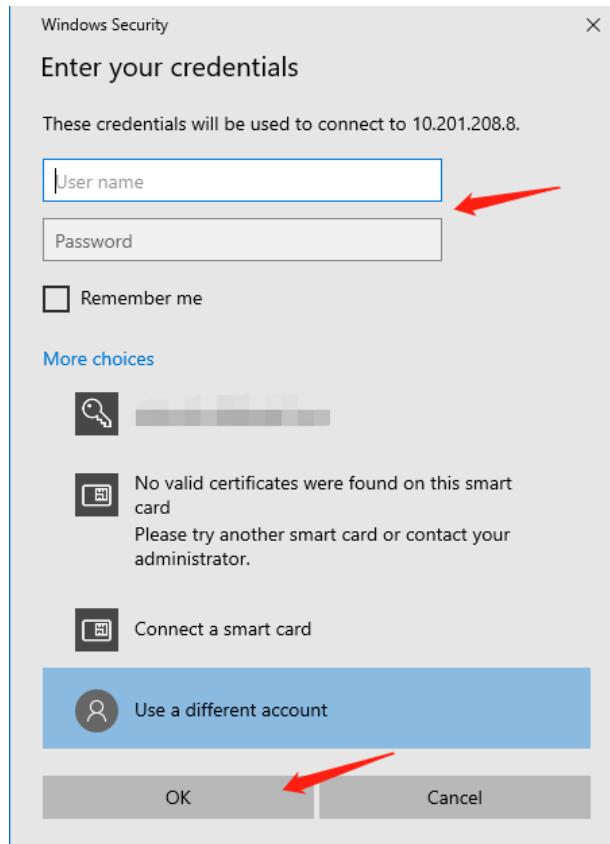 Windows Security
Enter your credentials
These credentials will be used to connect to 10.201.208.8.
User name
Password
Remember me
More choices
No valid certificates were found on this smart
card
Please try another smart card or contact your
administrator.
Connect a smart card
Use a different account
OK
Cancel